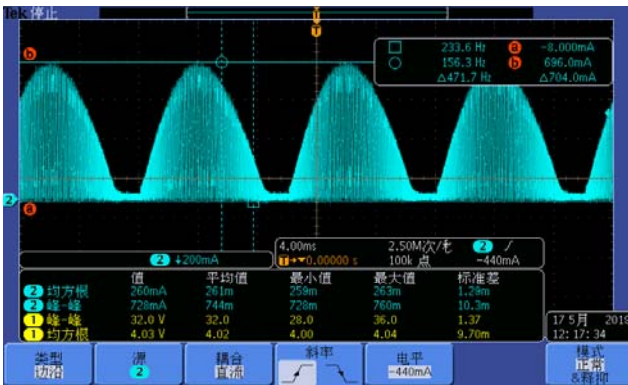 Tek 停止
b
□ 233.6 Hz a -8.000mA
○ 156.3 Hz b 696.0mA
△471.7 Hz △704.0mA
2
a
2 200mA
4.00ms 2.50M次/秒 2
T→▼0.00000 s 100k 点 -440mA
值 平均值 最小值 最大值 标准差
2 均方根 260mA 261m 259m 263m 1.29m
2 峰-峰 728mA 744m 728m 760m 10.3m
1 峰-峰 32.0 V 32.0 28.0 36.0 1.37
1 均方根 4.03 V 4.02 4.00 4.04 9.70m
17 5月 2018
12:17:34
类型 边沿
源 2
耦合 直流
斜率
电平 -440mA
模式 正常 &释抑